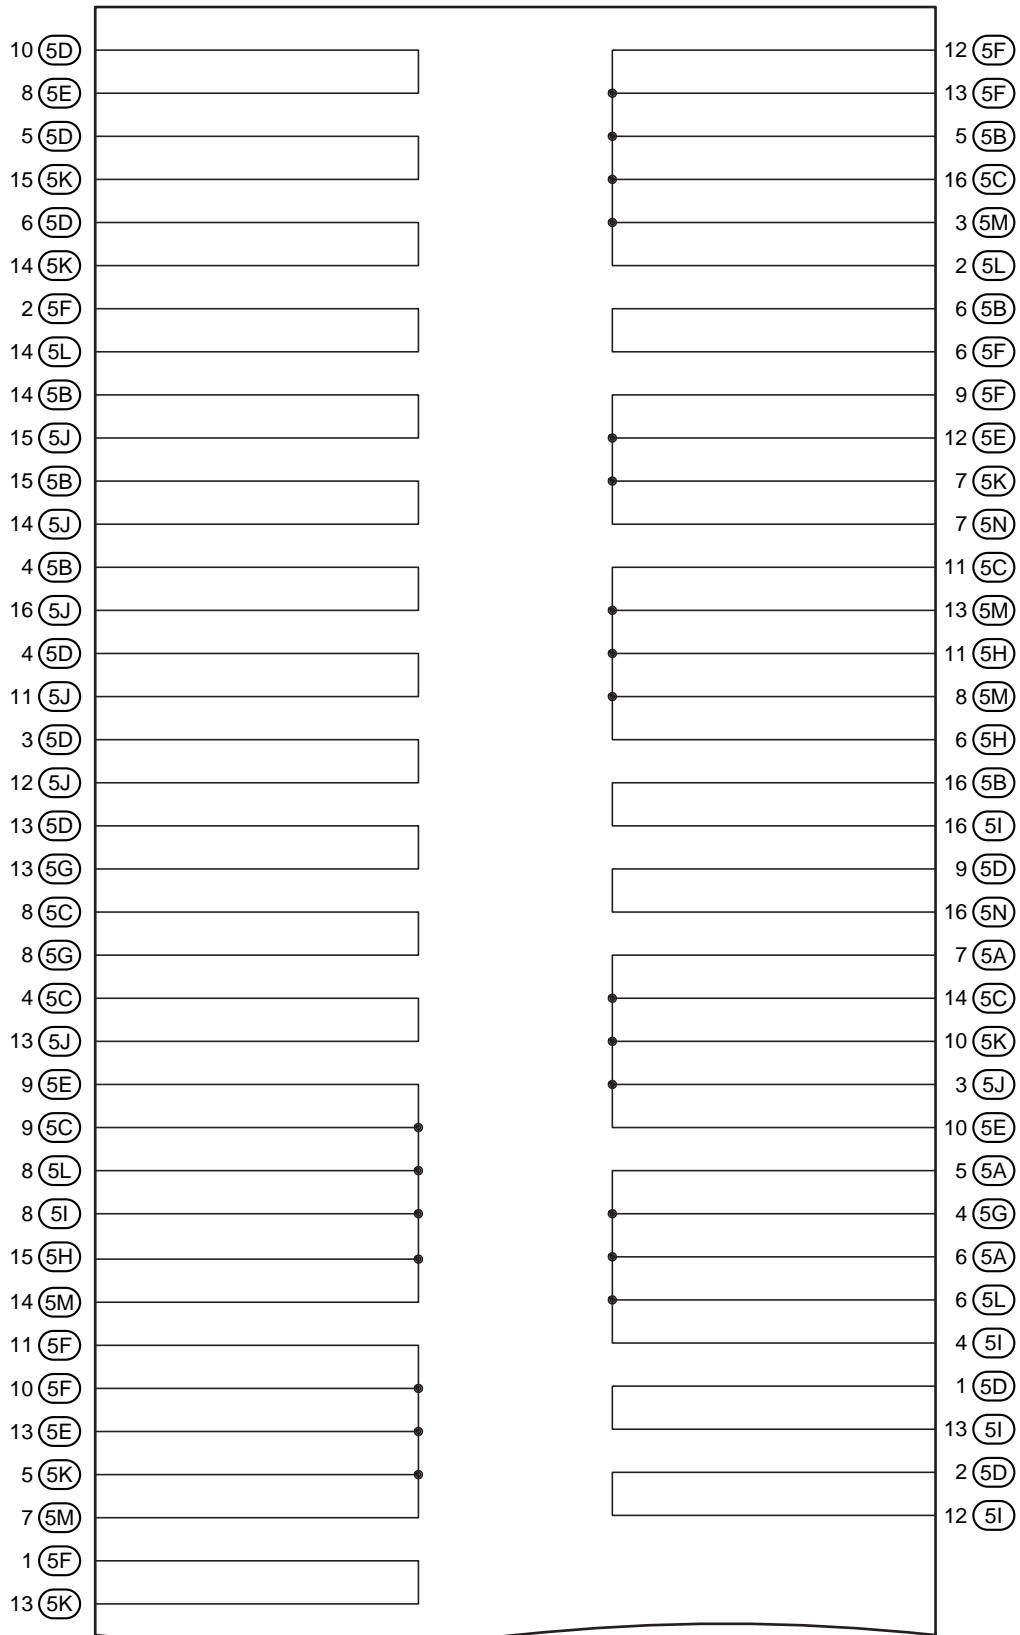 10 5D
8 5E
5 5D
15 5K
6 5D
14 5K
2 5F
14 5L
14 5B
15 5J
15 5B
14 5J
4 5B
16 5J
4 5D
11 5J
3 5D
12 5J
13 5D
13 5G
8 5C
8 5G
4 5C
13 5J
9 5E
9 5C
8 5L
8 5I
15 5H
14 5M
11 5F
10 5F
13 5E
5 5K
7 5M
1 5F
13 5K
12 5F
13 5F
5 5B
16 5C
3 5M
2 5L
6 5B
6 5F
9 5F
12 5E
7 5K
7 5N
11 5C
13 5M
11 5H
8 5M
6 5H
16 5B
16 5I
9 5D
16 5N
7 5A
14 5C
10 5K
3 5J
10 5E
5 5A
4 5G
6 5A
6 5L
4 5I
1 5D
13 5I
2 5D
12 5I